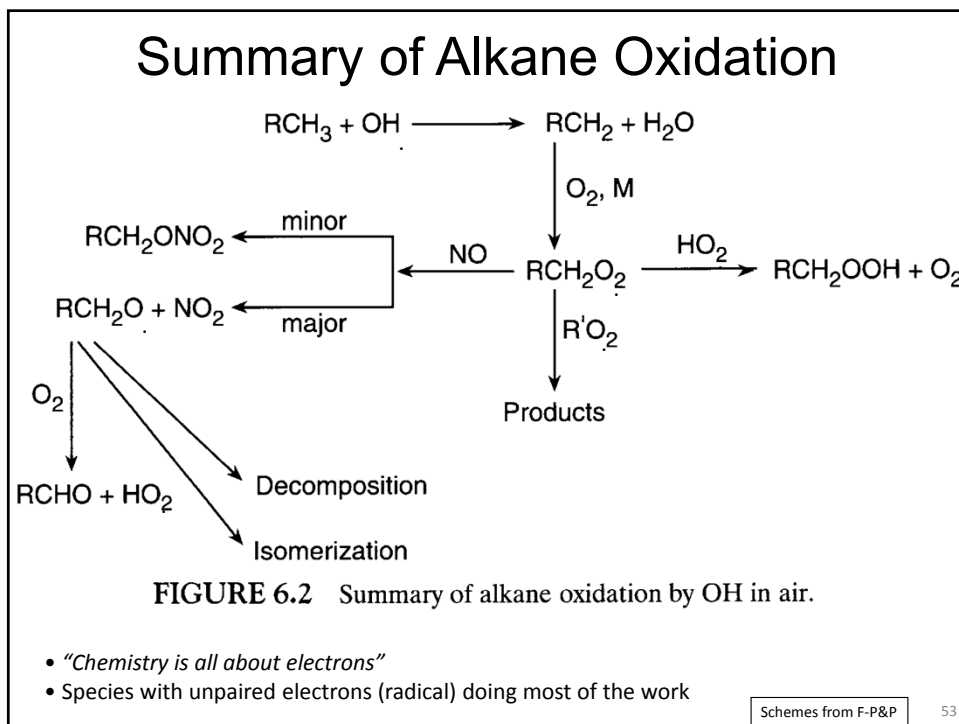 Summary of Alkane Oxidation
RCH₃ + OH → RCH₂ + H₂O
O₂, M
RCH₂ONO₂ ← minor
NO
RCH₂O₂
HO₂
RCH₂OOH + O₂
RCH₂O + NO₂ ← major
R'O₂
O₂
Products
RCHO + HO₂
Decomposition
Isomerization
FIGURE 6.2 Summary of alkane oxidation by OH in air.
• “Chemistry is all about electrons”
• Species with unpaired electrons (radical) doing most of the work
Schemes from F-P&P
53